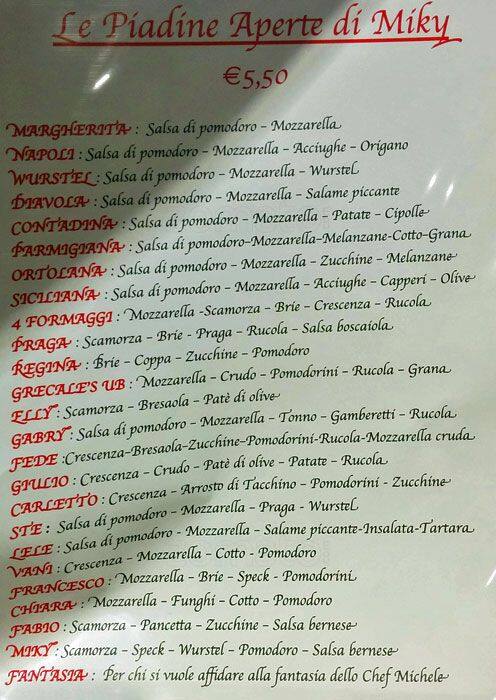 Le Piadine Aperte di Miky
€5,50
MARGHERITA : Salsa di pomodoro - Mozzarella
NAPOLI : Salsa di pomodoro - Mozzarella - Acciughe - Origano
WURSTEL : Salsa di pomodoro - Mozzarella - Wurstel
DIAVOLA : Salsa di pomodoro - Mozzarella - Salame piccante
CONTADINA : Salsa di pomodoro - Mozzarella - Patate - Cipolle
PARMIGIANA : Salsa di pomodoro-Mozzarella-Melanzane-Cotto-Grana
ORTOLANA : Salsa di pomodoro - Mozzarella - Zucchine - Melanzane
SICILIANA : Salsa di pomodoro - Mozzarella - Acciughe - Capperi - Olive
4 FORMAGGI : Mozzarella -Scamorza - Brie - Crescenza - Rucola
PRAGA : Scamorza - Brie - Praga - Rucola - Salsa boscaiola
REGINA : Brie - Coppa - Zucchine - Pomodoro
GRECALE'S UB : Mozzarella - Crudo - Pomodorini - Rucola - Grana
ELLY : Scamorza - Bresaola - Patè di olive
GABRY : Salsa di pomodoro - Mozzarella - Tonno - Gamberetti - Rucola
FEDE :Crescenza-Bresaola-Zucchine-Pomodorini-Rucola-Mozzarella cruda
GIULIO : Crescenza - Crudo - Patè di olive - Patate - Rucola
CARLETTO : Crescenza - Arrosto di Tacchino - Pomodorini - Zucchine
STE : Salsa di pomodoro - Mozzarella - Praga - Wurstel
LELE : Salsa di pomodoro - Mozzarella - Salame piccante-Insalata-Tartara
VANI : Crescenza - Mozzarella - Cotto - Pomodoro
FRANCESCO : Mozzarella - Brie - Speck - Pomodorini
CHIARA : Mozzarella - Funghi - Cotto - Pomodoro
FABIO : Scamorza - Pancetta - Zucchine - Salsa bernese
MIKY : Scamorza - Speck - Wurstel - Pomodoro - Salsa bernese
FANTASIA : Per chi si vuole affidare alla fantasia dello Chef Michele